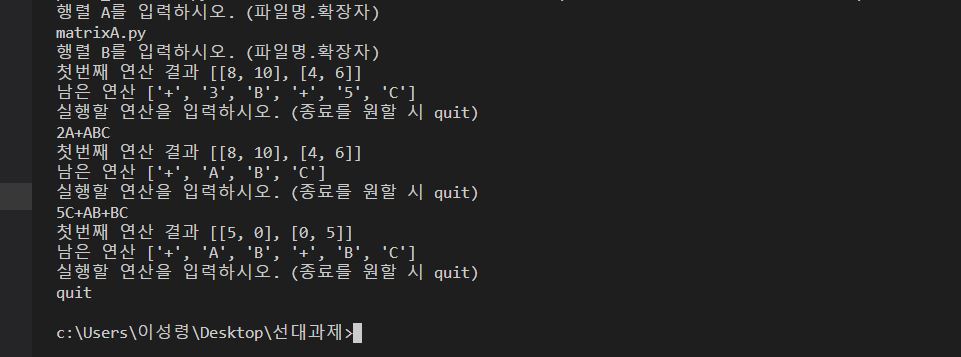 행렬 A를 입력하시오. (파일명.확장자)
matrixA.py
행렬 B를 입력하시오. (파일명.확장자)
첫번째 연산 결과 [[8, 10], [4, 6]]
남은 연산 ['+', '3', 'B', '+', '5', 'C']
실행할 연산을 입력하시오. (종료를 원할 시 quit)
2A+ABC
첫번째 연산 결과 [[8, 10], [4, 6]]
남은 연산 ['+', 'A', 'B', 'C']
실행할 연산을 입력하시오. (종료를 원할 시 quit)
5C+AB+BC
첫번째 연산 결과 [[5, 0], [0, 5]]
남은 연산 ['+', 'A', 'B', '+', 'B', 'C']
실행할 연산을 입력하시오. (종료를 원할 시 quit)
quit
c:\Users\이성령\Desktop\선대과제>